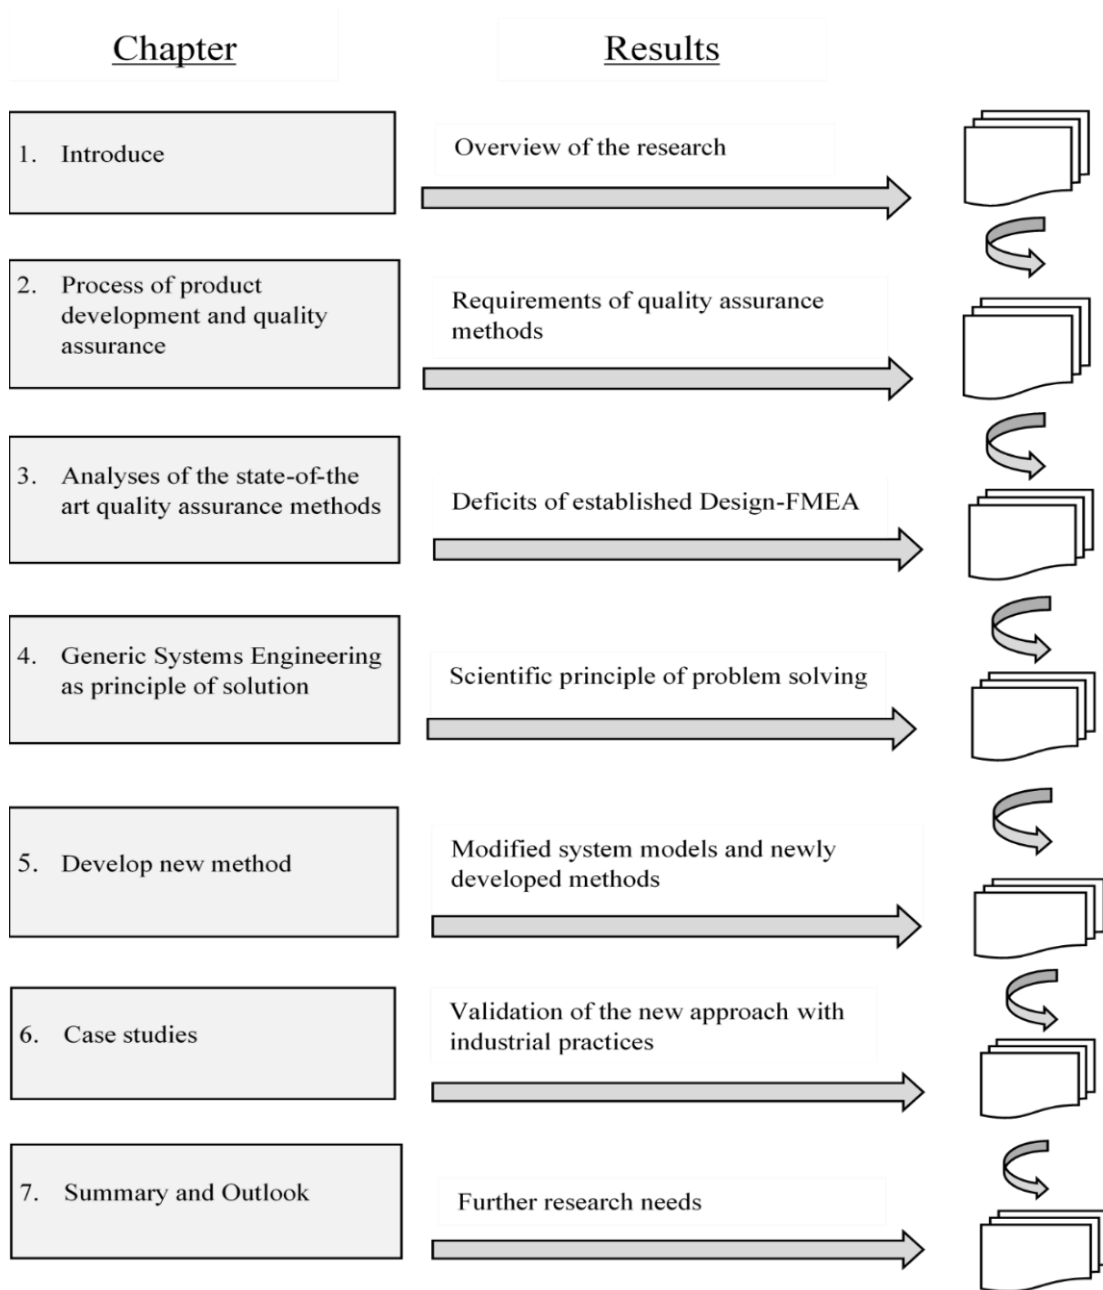 Chapter
Results
1. Introduce
Overview of the research
2. Process of product
development and quality
assurance
Requirements of quality assurance
methods
3. Analyses of the state-of-the
art quality assurance methods
Deficits of established Design-FMEA
4. Generic Systems Engineering
as principle of solution
Scientific principle of problem solving
5. Develop new method
Modified system models and newly
developed methods
6. Case studies
Validation of the new approach with
industrial practices
7. Summary and Outlook
Further research needs